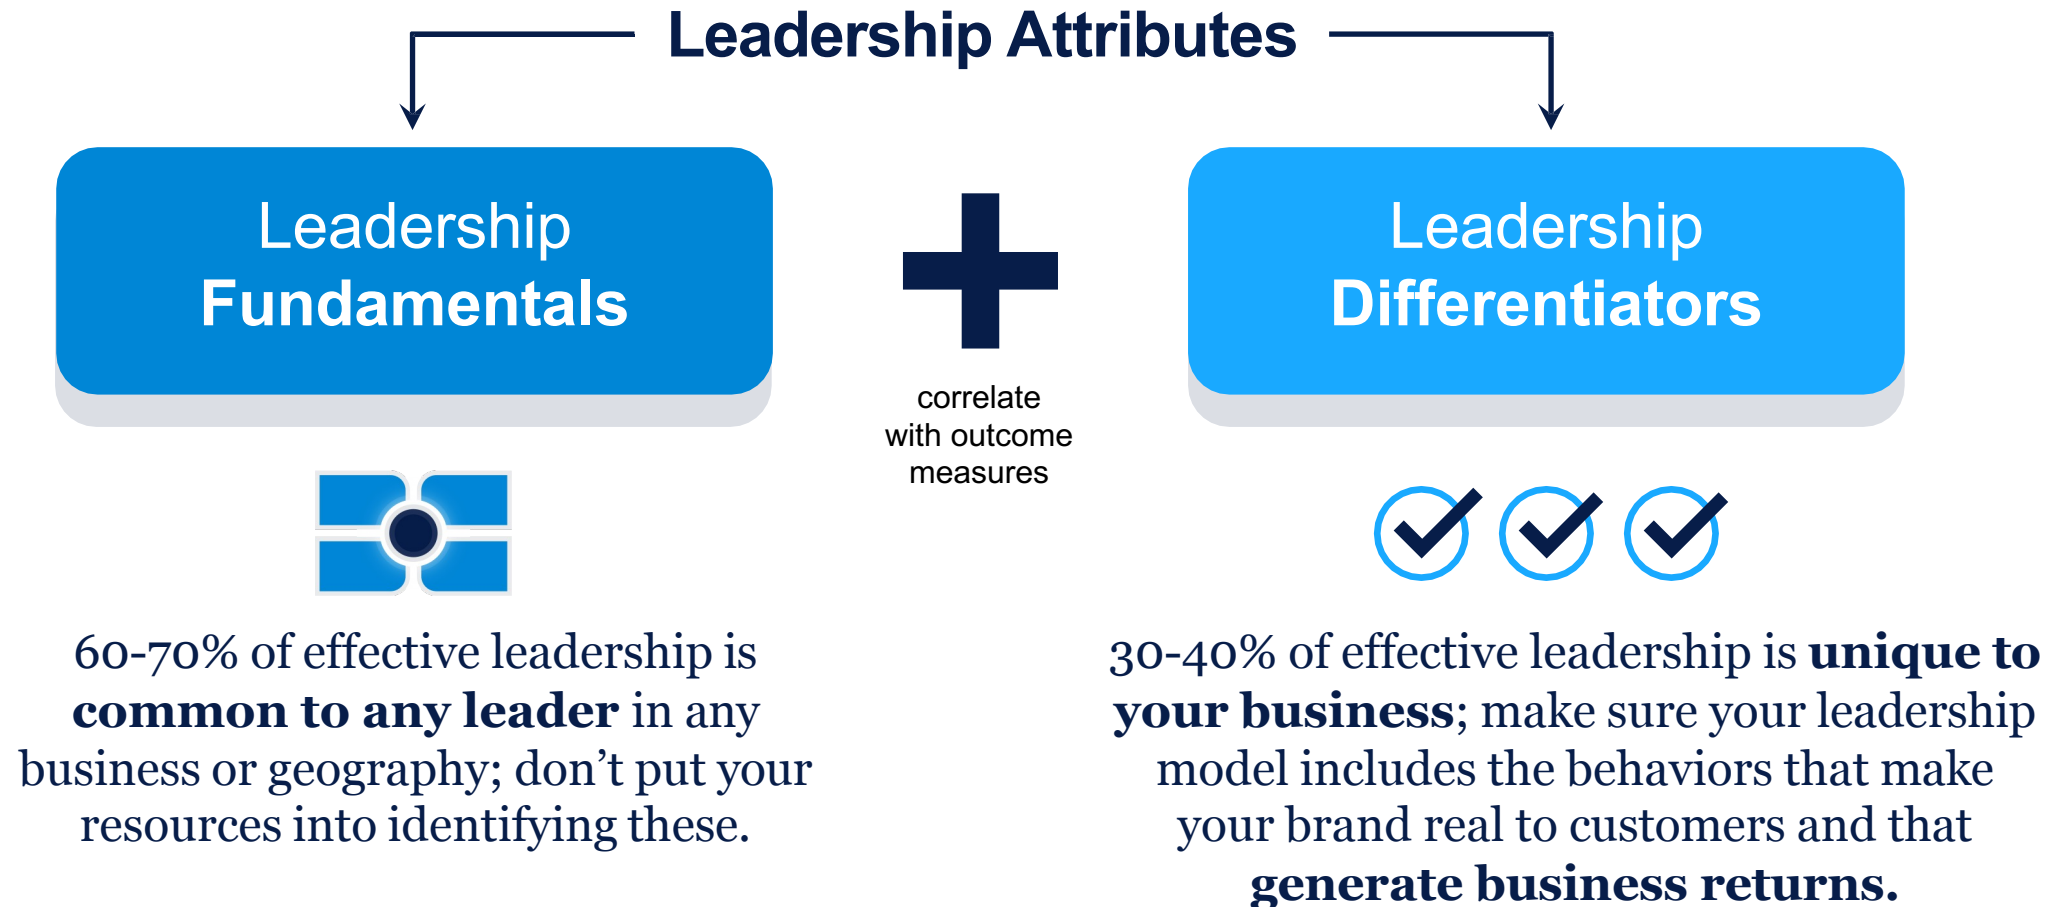 Leadership Attributes
Leadership
Fundamentals
correlate
with outcome
measures
Leadership
Differentiators
60-70% of effective leadership is
common to any leader in any
business or geography; don’t put your
resources into identifying these.
30-40% of effective leadership is unique to
your business; make sure your leadership
model includes the behaviors that make
your brand real to customers and that
generate business returns.